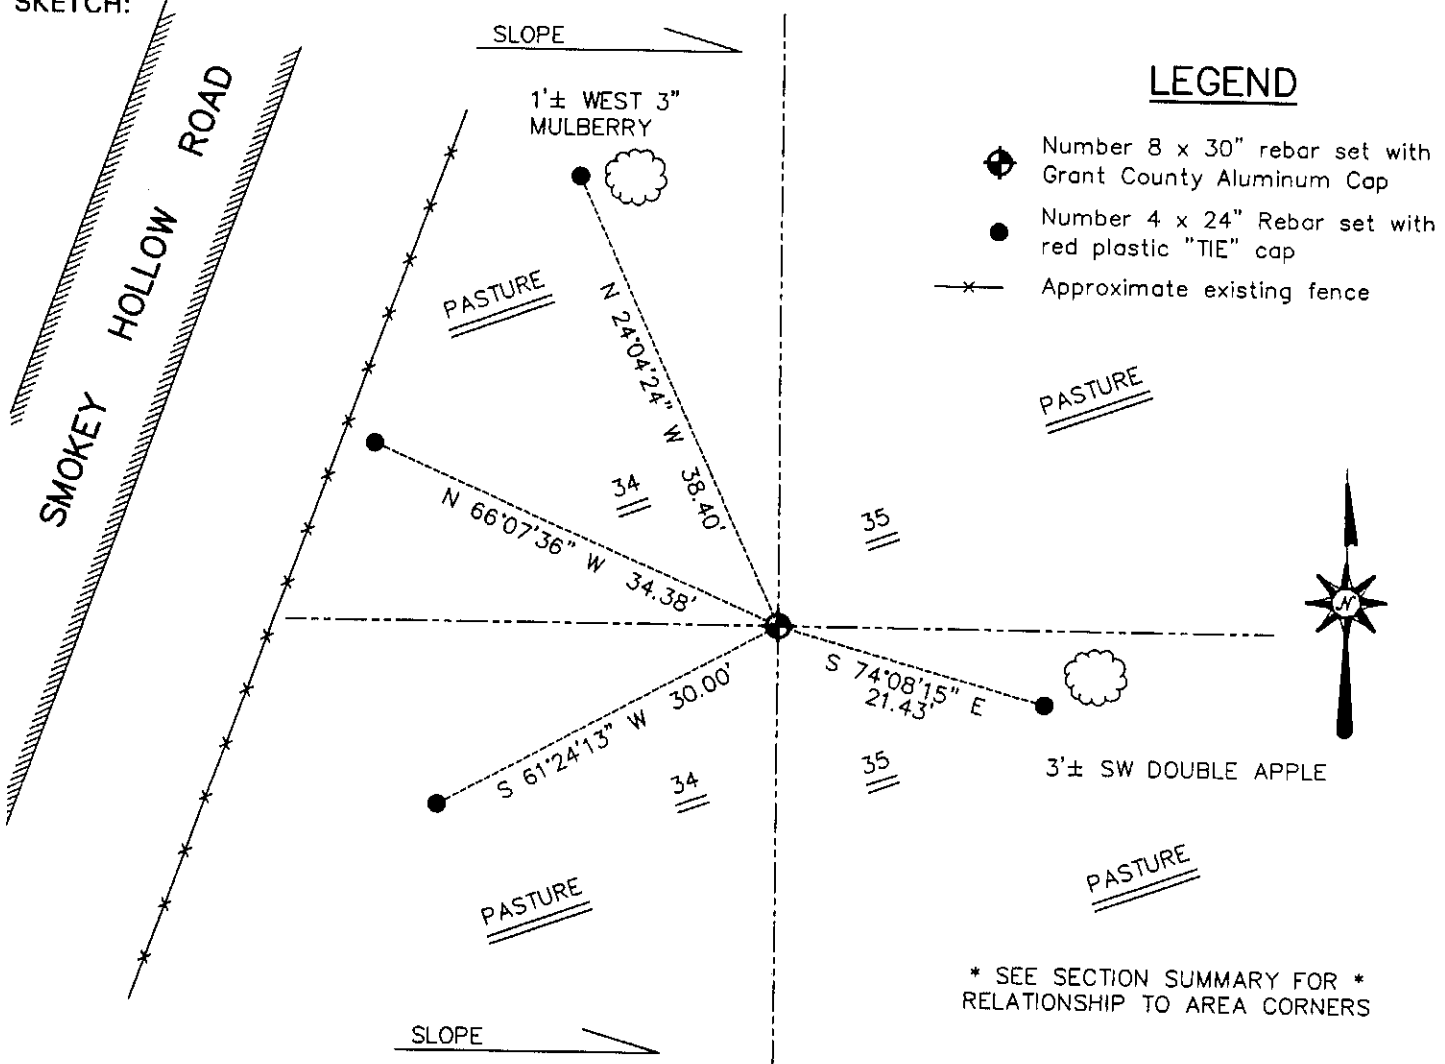 SKETCH:
SLOPE
LEGEND
1'± WEST 3"
MULBERRY
Number 8 x 30" rebar set with
Grant County Aluminum Cap
Number 4 x 24" Rebar set with
red plastic "TIE" cap
Approximate existing fence
SMOKEY HOLLOW ROAD
PASTURE
N 24°04'24" W 38.40'
PASTURE
34
35
N 66°07'36" W 34.38'
N
S 74°08'15" E
21.43'
S 61°24'13" W 30.00'
34
35
3'± SW DOUBLE APPLE
PASTURE
PASTURE
* SEE SECTION SUMMARY FOR *
RELATIONSHIP TO AREA CORNERS
SLOPE